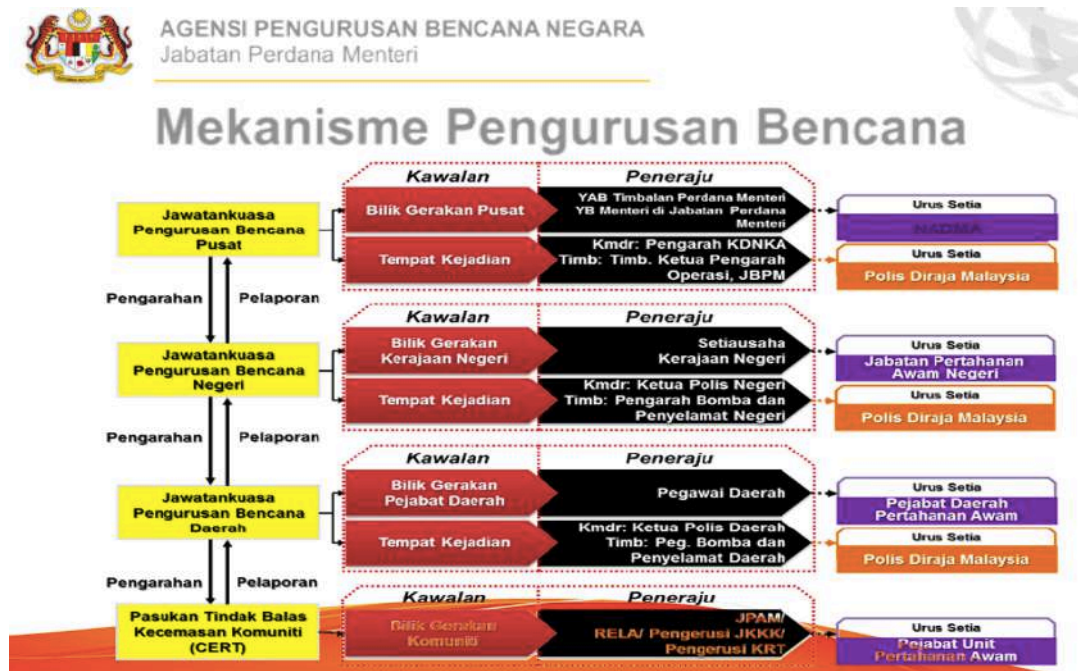 AGENSI PENGURUSAN BENCANA NEGARA
Jabatan Perdana Menteri
Mekanisme Pengurusan Bencana
Kawalan
Peneraju
Jawatankuasa
Pengurusan Bencana
Pusat
Bilik Gerakan Pusat
YAB Timbalan Perdana Menteri
YB Menteri di Jabatan Perdana
Menteri
Urus Setia
NADMA
Tempat Kejadian
Kmdr: Pengarah KDNKA
Timb: Timb. Ketua Pengarah
Operasi, JBPM
Urus Setia
Polis Diraja Malaysia
Pengarahan
Pelaporan
Kawalan
Peneraju
Jawatankuasa
Pengurusan Bencana
Negeri
Bilik Gerakan
Kerajaan Negeri
Setiausaha
Kerajaan Negeri
Urus Setia
Jabatan Pertahanan
Awam Negeri
Tempat Kejadian
Kmdr: Ketua Polis Negeri
Timb: Pengarah Bomba dan
Penyelamat Negeri
Urus Setia
Polis Diraja Malaysia
Pengarahan
Pelaporan
Kawalan
Peneraju
Jawatankuasa
Pengurusan Bencana
Daerah
Bilik Gerakan
Pejabat Daerah
Pegawai Daerah
Urus Setia
Pejabat Daerah
Pertahanan Awam
Tempat Kejadian
Kmdr: Ketua Polis Daerah
Timb: Peg. Bomba dan
Penyelamat Daerah
Urus Setia
Polis Diraja Malaysia
Pengarahan
Pelaporan
Kawalan
Peneraju
Pasukan Tindak Balas
Kecemasan Komuniti
(CERT)
Bilik Gerakan
Komuniti
JPAM/
RELA/ Pengerusi JKKK/
Pengerusi KRT
Urus Setia
Pejabat Unit
Pertahanan Awam